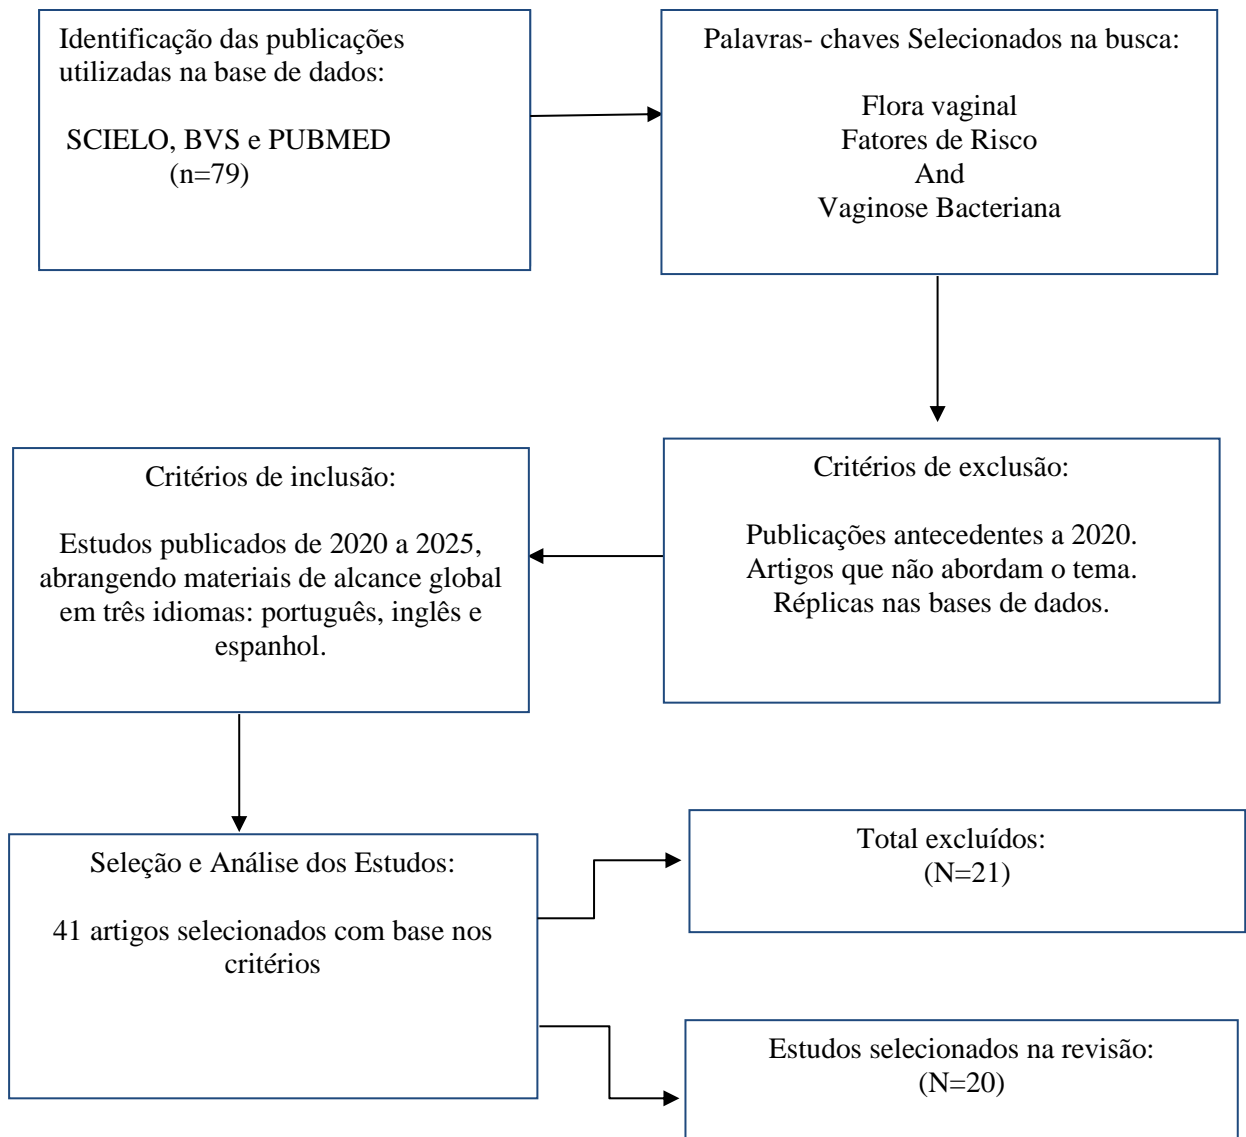 Identificação das publicações
utilizadas na base de dados:
SCIELO, BVS e PUBMED
(n=79)
Palavras- chaves Selecionados na busca:
Flora vaginal
Fatores de Risco
And
Vaginose Bacteriana
Critérios de exclusão:
Publicações antecedentes a 2020.
Artigos que não abordam o tema.
Réplicas nas bases de dados.
Critérios de inclusão:
Estudos publicados de 2020 a 2025,
abrangendo materiais de alcance global
em três idiomas: português, inglês e
espanhol.
Seleção e Análise dos Estudos:
41 artigos selecionados com base nos
critérios
Total excluídos:
(N=21)
Estudos selecionados na revisão:
(N=20)